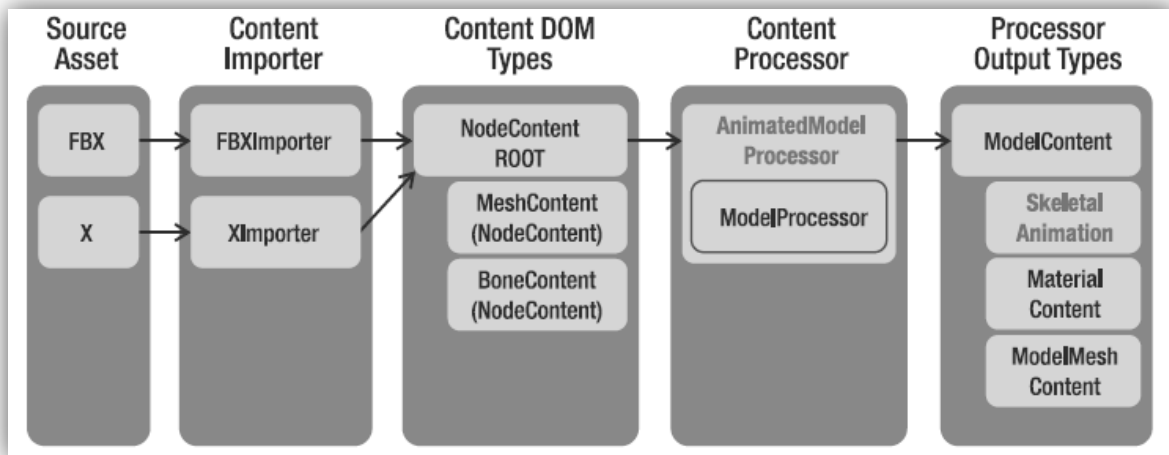 Source
Asset
Content
Importer
Content DOM
Types
Content
Processor
Processor
Output Types
FBX
FBXImporter
NodeContent
ROOT
AnimatedModel
Processor
ModelContent
X
XImporter
MeshContent
(NodeContent)
ModelProcessor
Skeletal
Animation
BoneContent
(NodeContent)
Material
Content
ModelMesh
Content